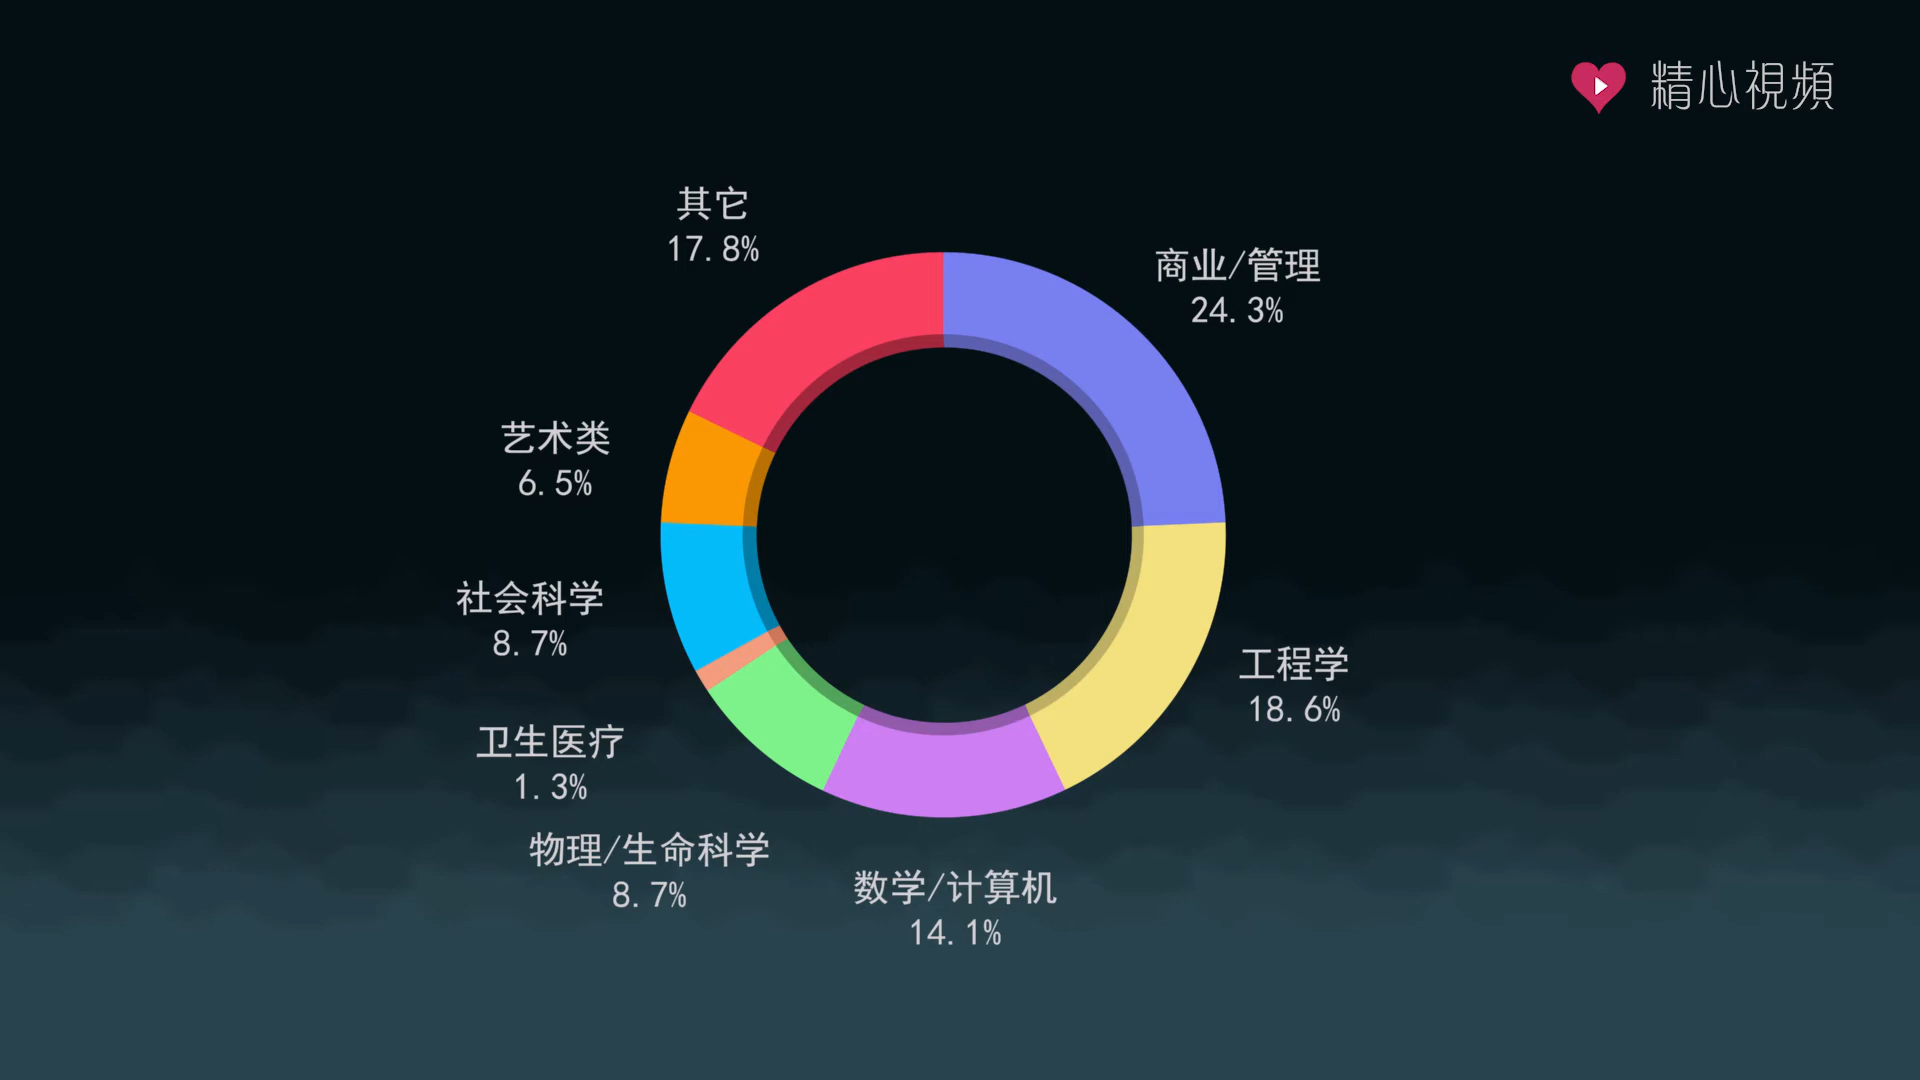 精心視頻
其它
17.8%
商业/管理
24.3%
艺术类
6.5%
社会科学
8.7%
工程学
18.6%
卫生医疗
1.3%
物理/生命科学
8.7%
数学/计算机
14.1%